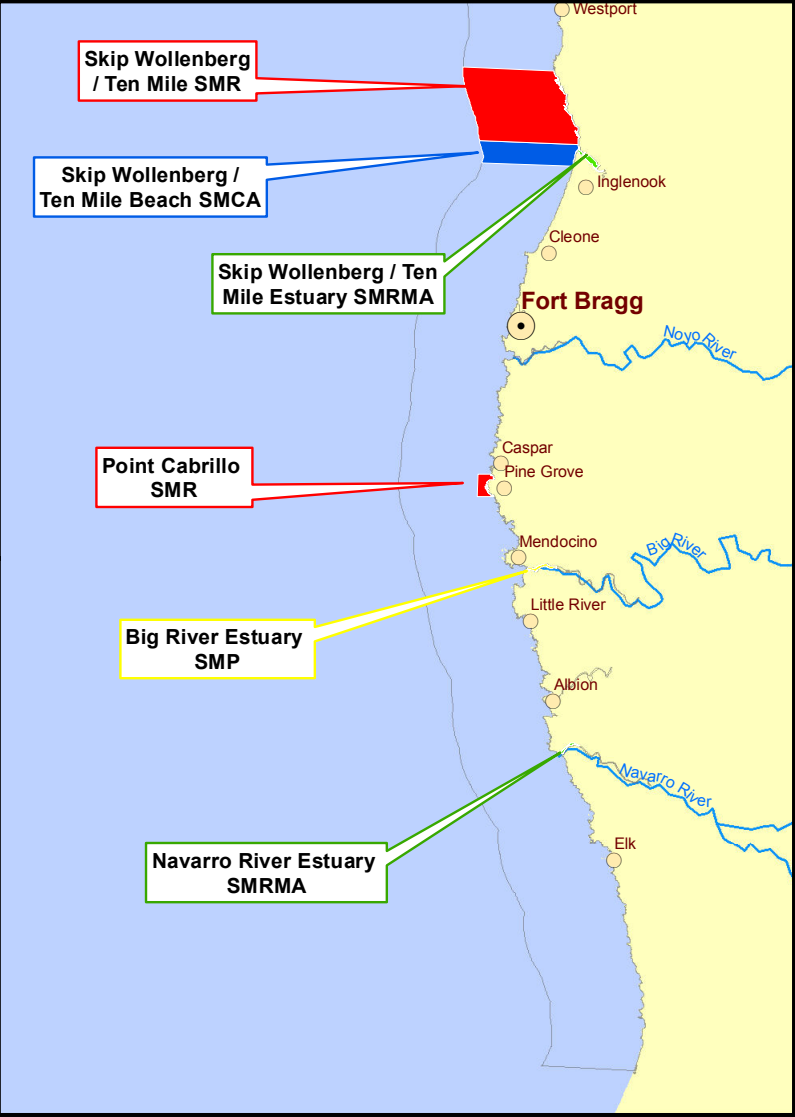 Westport
Skip Wollenberg
/ Ten Mile SMR
Skip Wollenberg /
Ten Mile Beach SMCA
Inglenook
Cleone
Skip Wollenberg / Ten
Mile Estuary SMRMA
Fort Bragg
Noyo River
Caspar
Point Cabrillo
SMR
Pine Grove
Mendocino
Big River
Little River
Big River Estuary
SMP
Albion
Navarro River
Elk
Navarro River Estuary
SMRMA